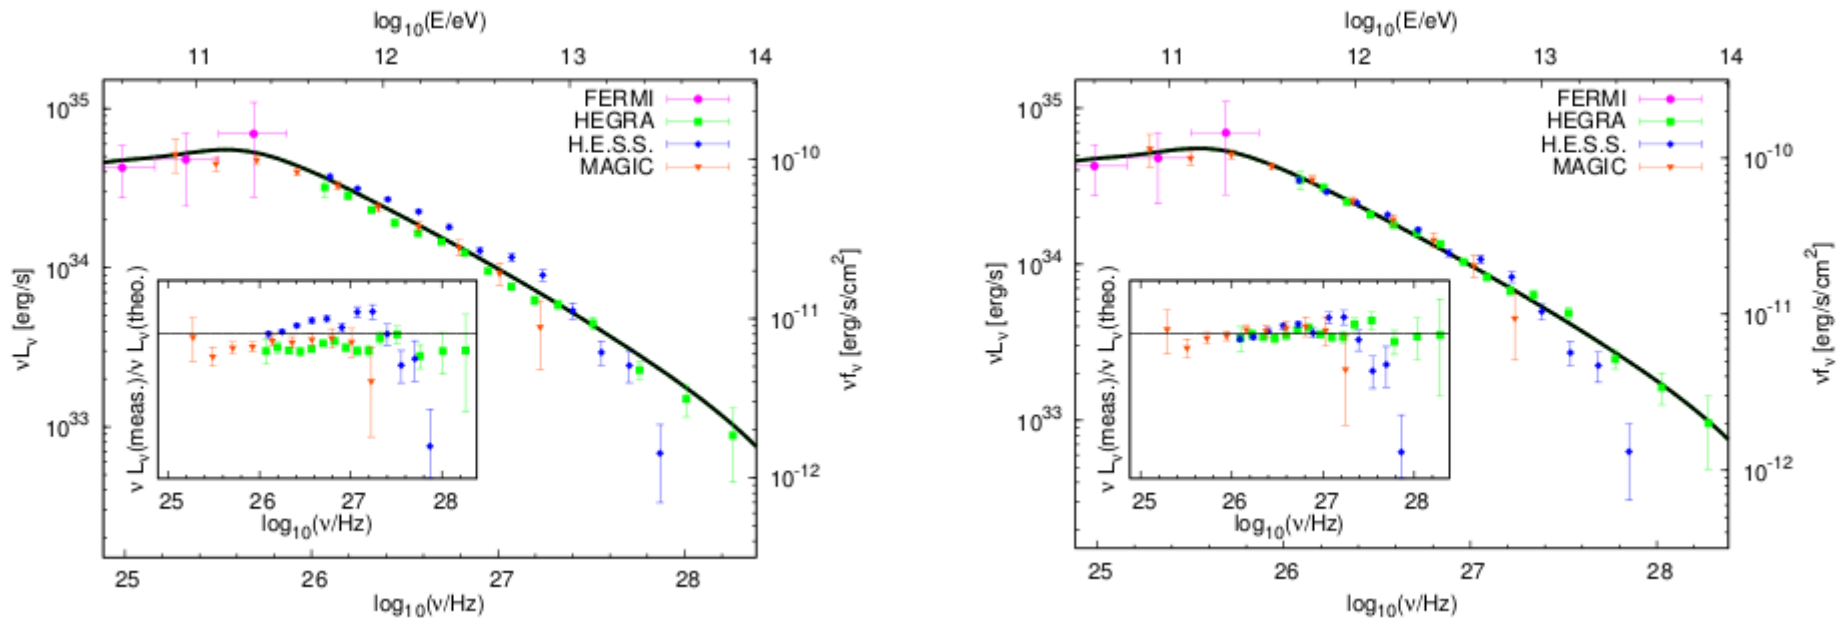 log10(E/eV)
11 12 13 14
10^35
10^34
10^33
νLν [erg/s]
FERMI
HEGRA
H.E.S.S.
MAGIC
10^-10
10^-11
10^-12
νfν [erg/s/cm^2]
ν Lν(meas.)/ν Lν(theo.)
25 26 27 28
log10(ν/Hz)
25 26 27 28
log10(ν/Hz)
log10(E/eV)
11 12 13 14
10^35
10^34
10^33
νLν [erg/s]
FERMI
HEGRA
H.E.S.S.
MAGIC
10^-10
10^-11
10^-12
νfν [erg/s/cm^2]
ν Lν(meas.)/ν Lν(theo.)
25 26 27 28
log10(ν/Hz)
25 26 27 28
log10(ν/Hz)